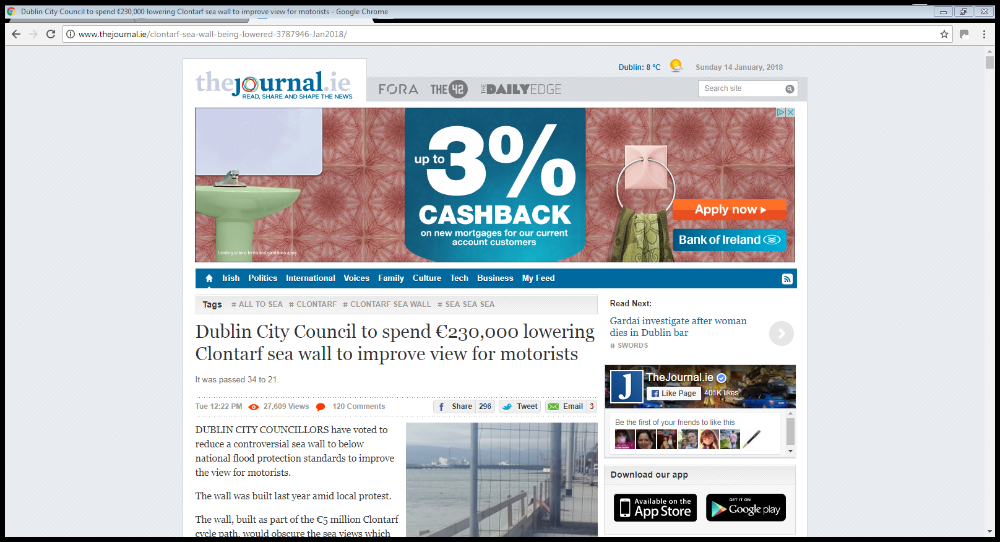 Dublin City Council to spend €230,000 lowering Clontarf sea wall to improve view for motorists - Google Chrome
www.thejournal.ie/clontarf-sea-wall-being-lowered-3787946-Jan2018/
Dublin: 8 °C Sunday 14 January, 2018
thejournal.ie
READ, SHARE AND SHAPE THE NEWS
FORA THE 42 THE DAILYEDGE
Search site
up to 3%
CASHBACK
on new mortgages for our current
account customers
Lending criteria terms and conditions apply.
Apply now
Bank of Ireland
Irish Politics International Voices Family Culture Tech Business My Feed
Tags # ALL TO SEA # CLONTARF # CLONTARF SEA WALL # SEA SEA SEA
Dublin City Council to spend €230,000 lowering
Clontarf sea wall to improve view for motorists
It was passed 34 to 21.
Tue 12:22 PM 27,609 Views 120 Comments
Share 296 Tweet Email 3
DUBLIN CITY COUNCILLORS have voted to
reduce a controversial sea wall to below
national flood protection standards to improve
the view for motorists.
The wall was built last year amid local protest.
The wall, built as part of the €5 million Clontarf
cycle path, would obscure the sea views which
Read Next:
Gardaí investigate after woman
dies in Dublin bar
# SWORDS
J
TheJournal.ie
Like Page 401K likes
Be the first of your friends to like this
Download our app
Available on the
App Store
GET IT ON
Google play